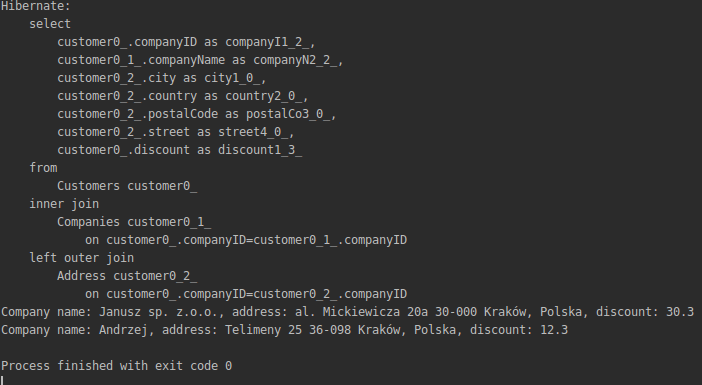 Hibernate:
    select
        customer0_.companyID as companyI1_2_,
        customer0_1_.companyName as companyN2_2_,
        customer0_2_.city as city1_0_,
        customer0_2_.country as country2_0_,
        customer0_2_.postalCode as postalCo3_0_,
        customer0_2_.street as street4_0_,
        customer0_.discount as discount1_3_
    from
        Customers customer0_
    inner join
        Companies customer0_1_
            on customer0_.companyID=customer0_1_.companyID
    left outer join
        Address customer0_2_
            on customer0_.companyID=customer0_2_.companyID
Company name: Janusz sp. z.o.o., address: al. Mickiewicza 20a 30-000 Kraków, Polska, discount: 30.3
Company name: Andrzej, address: Telimeny 25 36-098 Kraków, Polska, discount: 12.3
Process finished with exit code 0